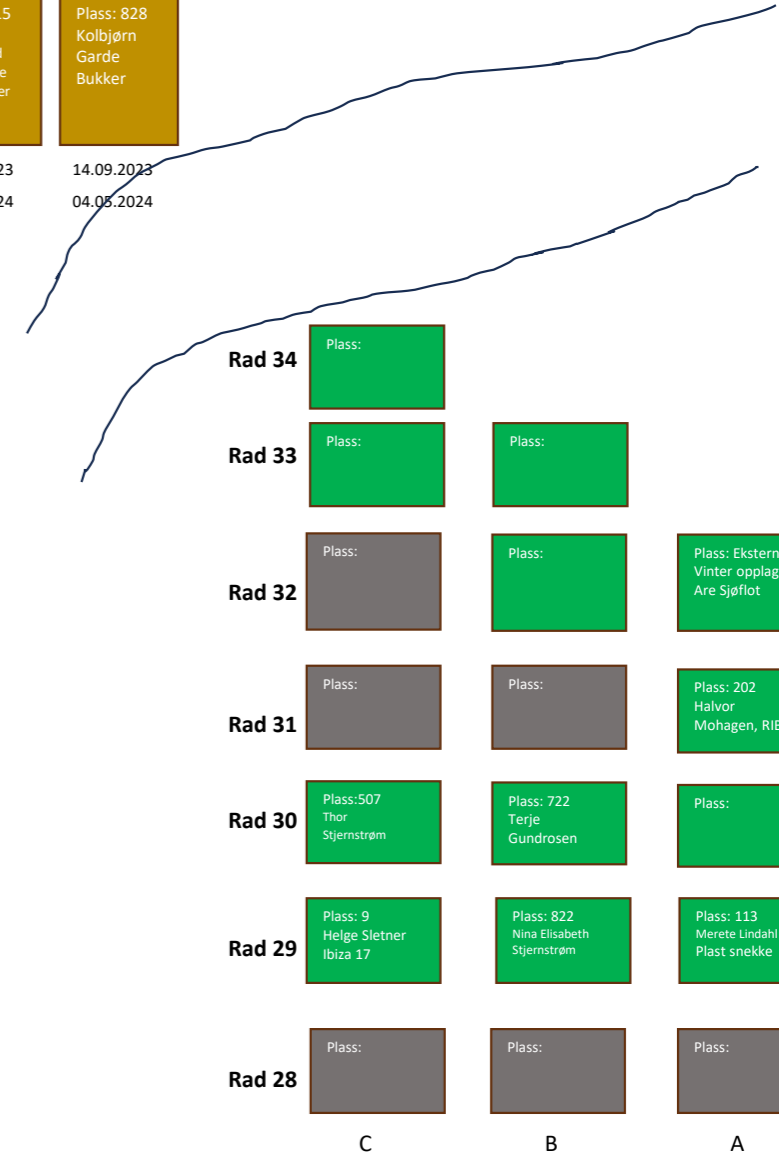 15
Plass: 828
Kolbjørn
Garde
Bukker
14.09.2023
04.05.2024
Rad 34
Plass:
Rad 33
Plass:
Plass:
Rad 32
Plass:
Plass:
Plass: Ekstern
Vinter opplag
Are Sjøflot
Rad 31
Plass:
Plass:
Plass: 202
Halvor
Mohagen, RIB
Rad 30
Plass:507
Thor
Stjernstrøm
Plass: 722
Terje
Gundrosen
Plass:
Rad 29
Plass: 9
Helge Sletner
Ibiza 17
Plass: 822
Nina Elisabeth
Stjernstrøm
Plass: 113
Merete Lindahl
Plast snekke
Rad 28
Plass:
Plass:
Plass:
C
B
A